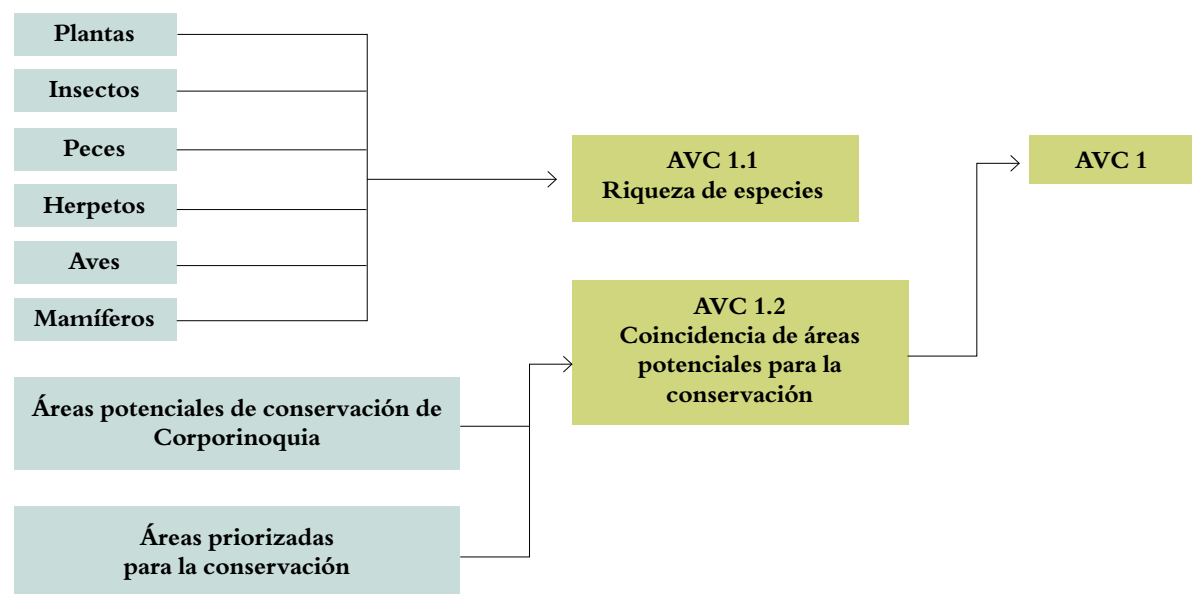 Plantas
Insectos
Peces
Herpetos
Aves
Mamíferos
Áreas potenciales de conservación de
Corporinoquia
Áreas priorizadas
para la conservación
AVC 1.1
Riqueza de especies
AVC 1.2
Coincidencia de áreas
potenciales para la
conservación
AVC 1